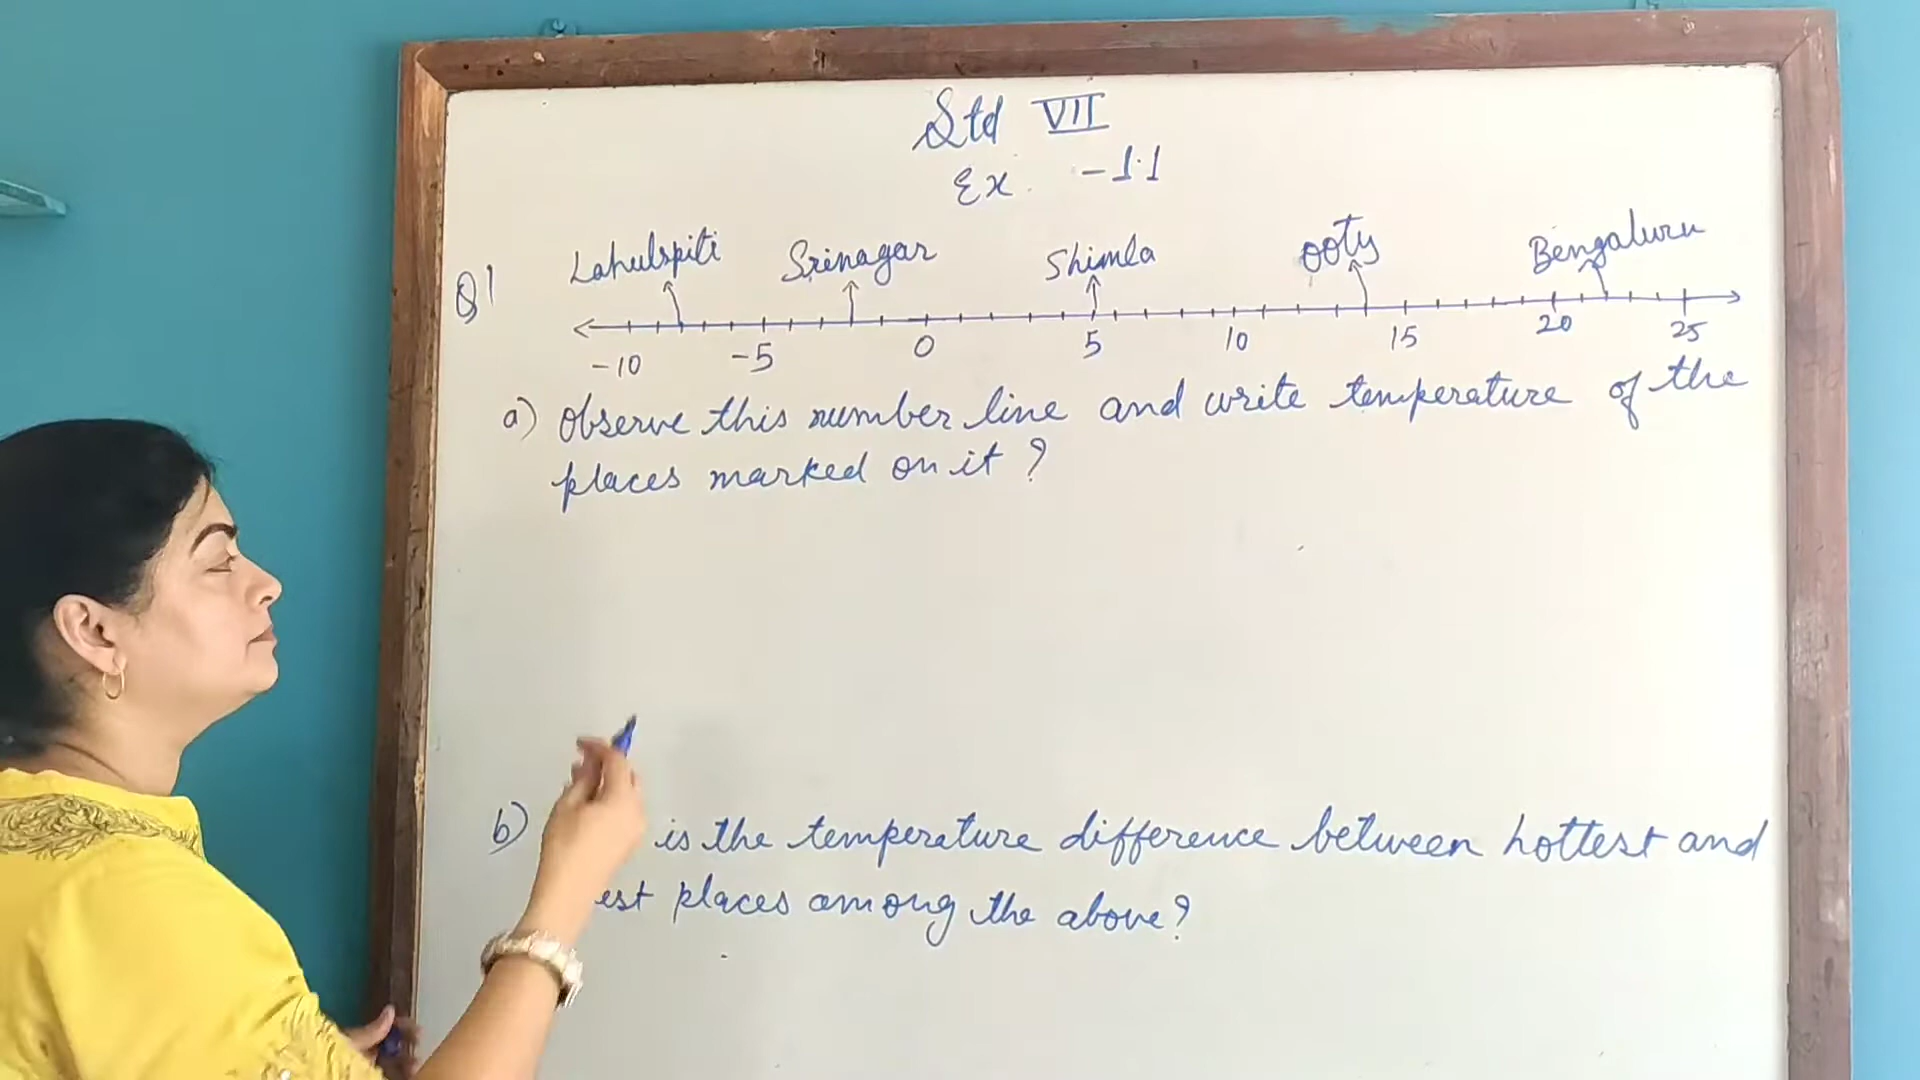 Std VII
Ex -1.1
Lahulspiti Srinagar Shimla OOTy Bengaluru
Q1
-10 -5 0 5 10 15 20 25
a) Observe this number line and write temperature of the
places marked on it ?
b) is the temperature difference between hottest and
est places among the above?